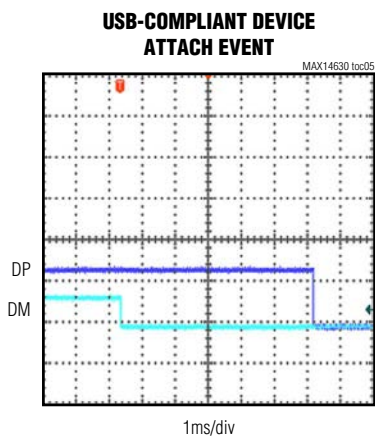 USB-COMPLIANT DEVICE
ATTACH EVENT
MAX14630 toc05
DP
DM
1ms/div